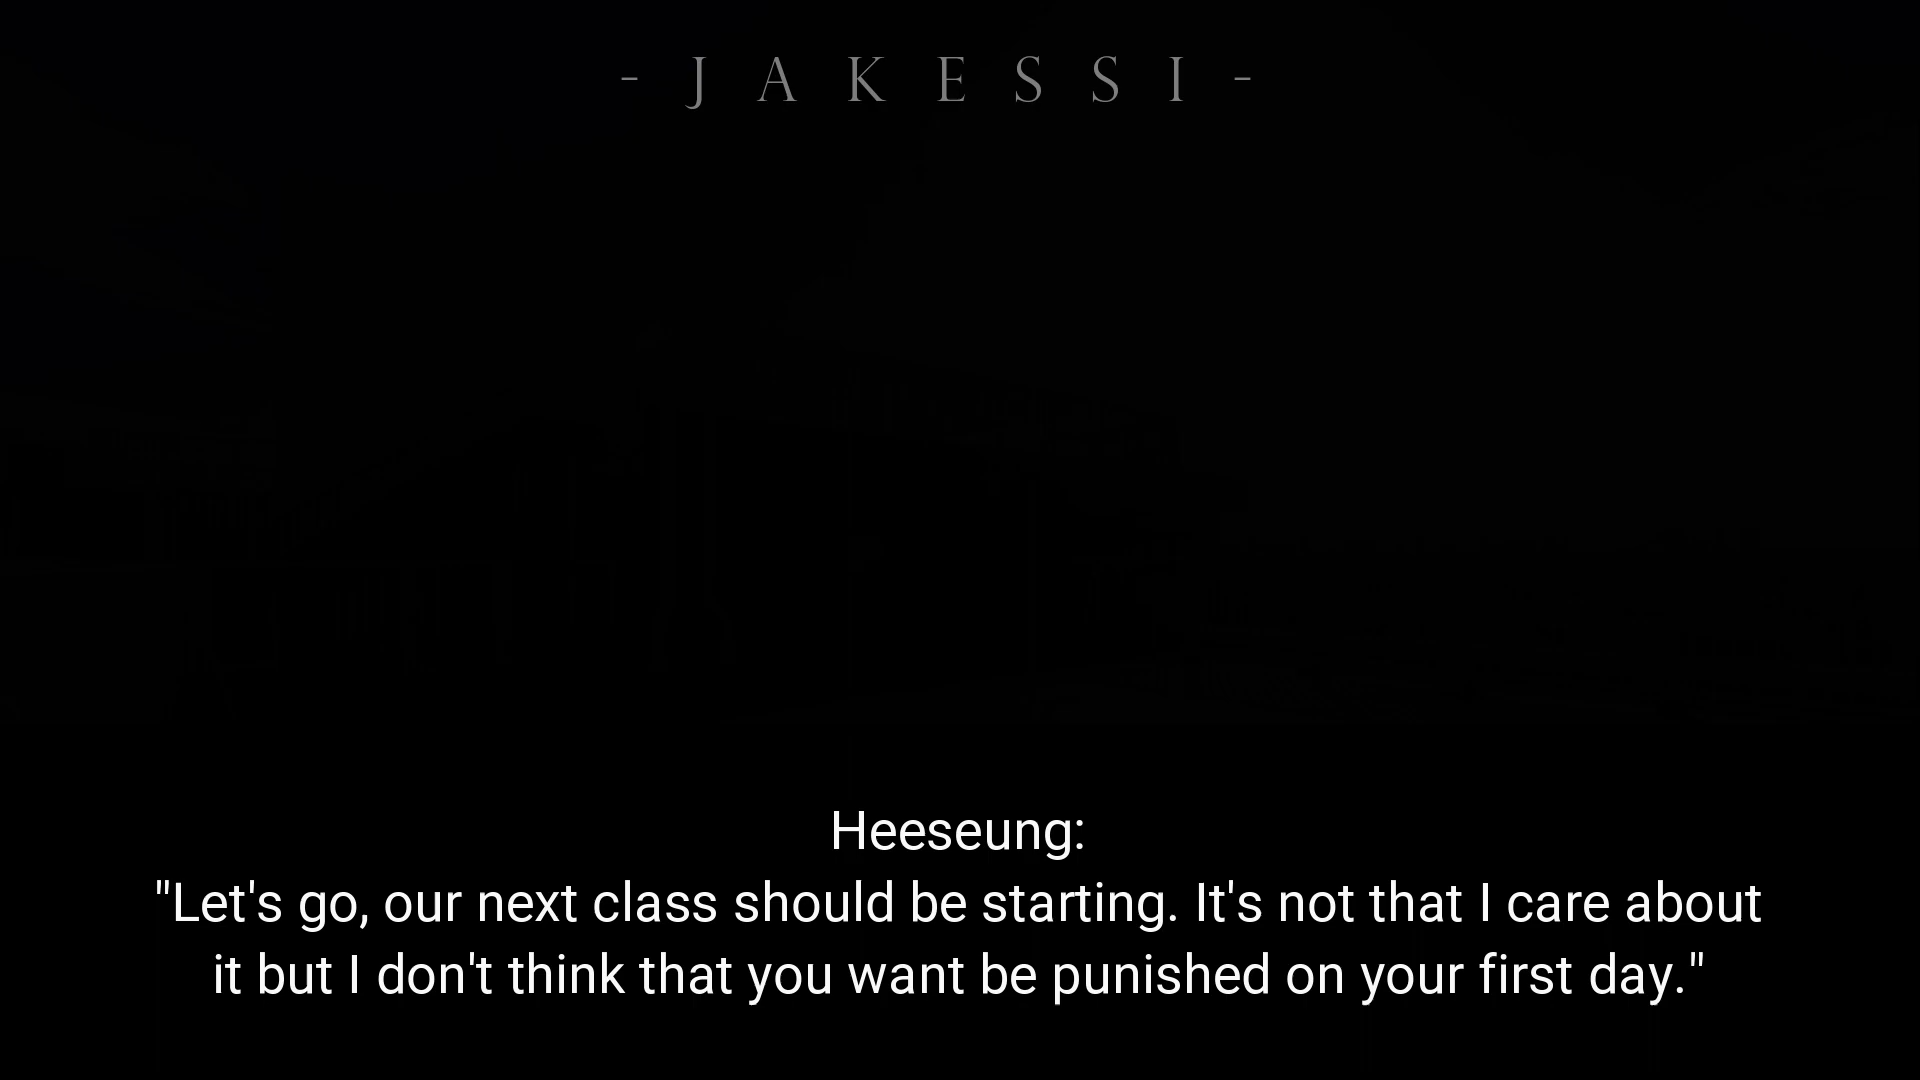 - J A K E S S I -
Heeseung:
"Let's go, our next class should be starting. It's not that I care about
it but I don't think that you want be punished on your first day."